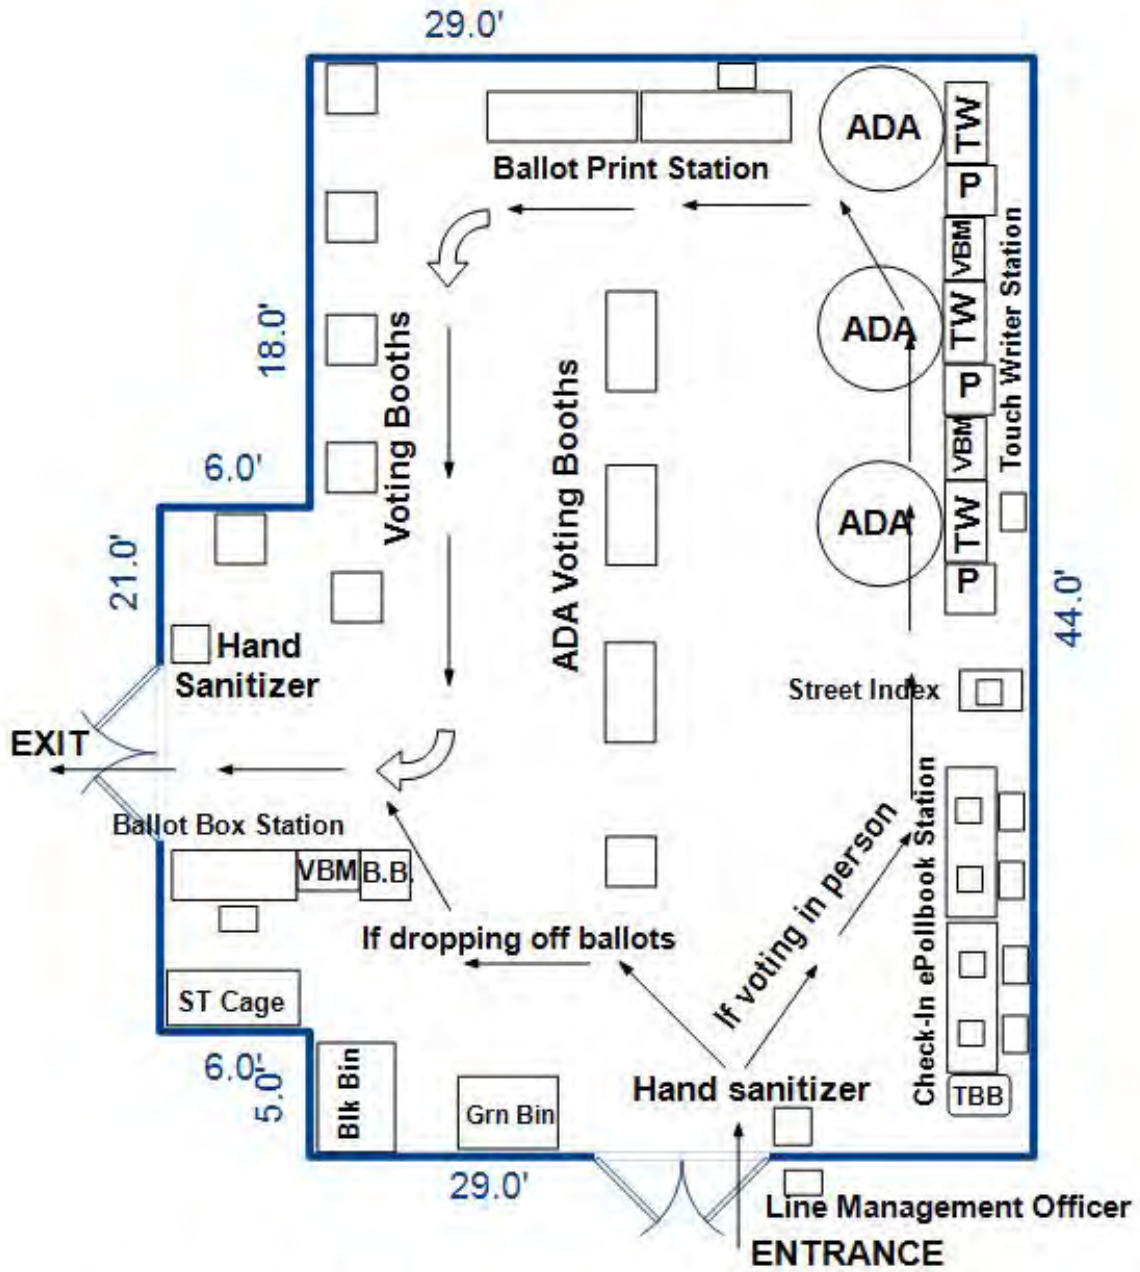 29.0'
ADA
TW
P
Ballot Print Station
VBM
Touch Writer Station
18.0'
Voting Booths
ADA
TW
P
ADA Voting Booths
VBM
6.0'
ADA
TW
P
21.0'
44.0'
Hand
Sanitizer
Street Index
EXIT
Check-In ePollbook Station
Ballot Box Station
VBM
B.B.
If dropping off ballots
If voting in person
ST Cage
6.0'
5.0'
Blk Bin
Grn Bin
Hand sanitizer
TBB
29.0'
Line Management Officer
ENTRANCE